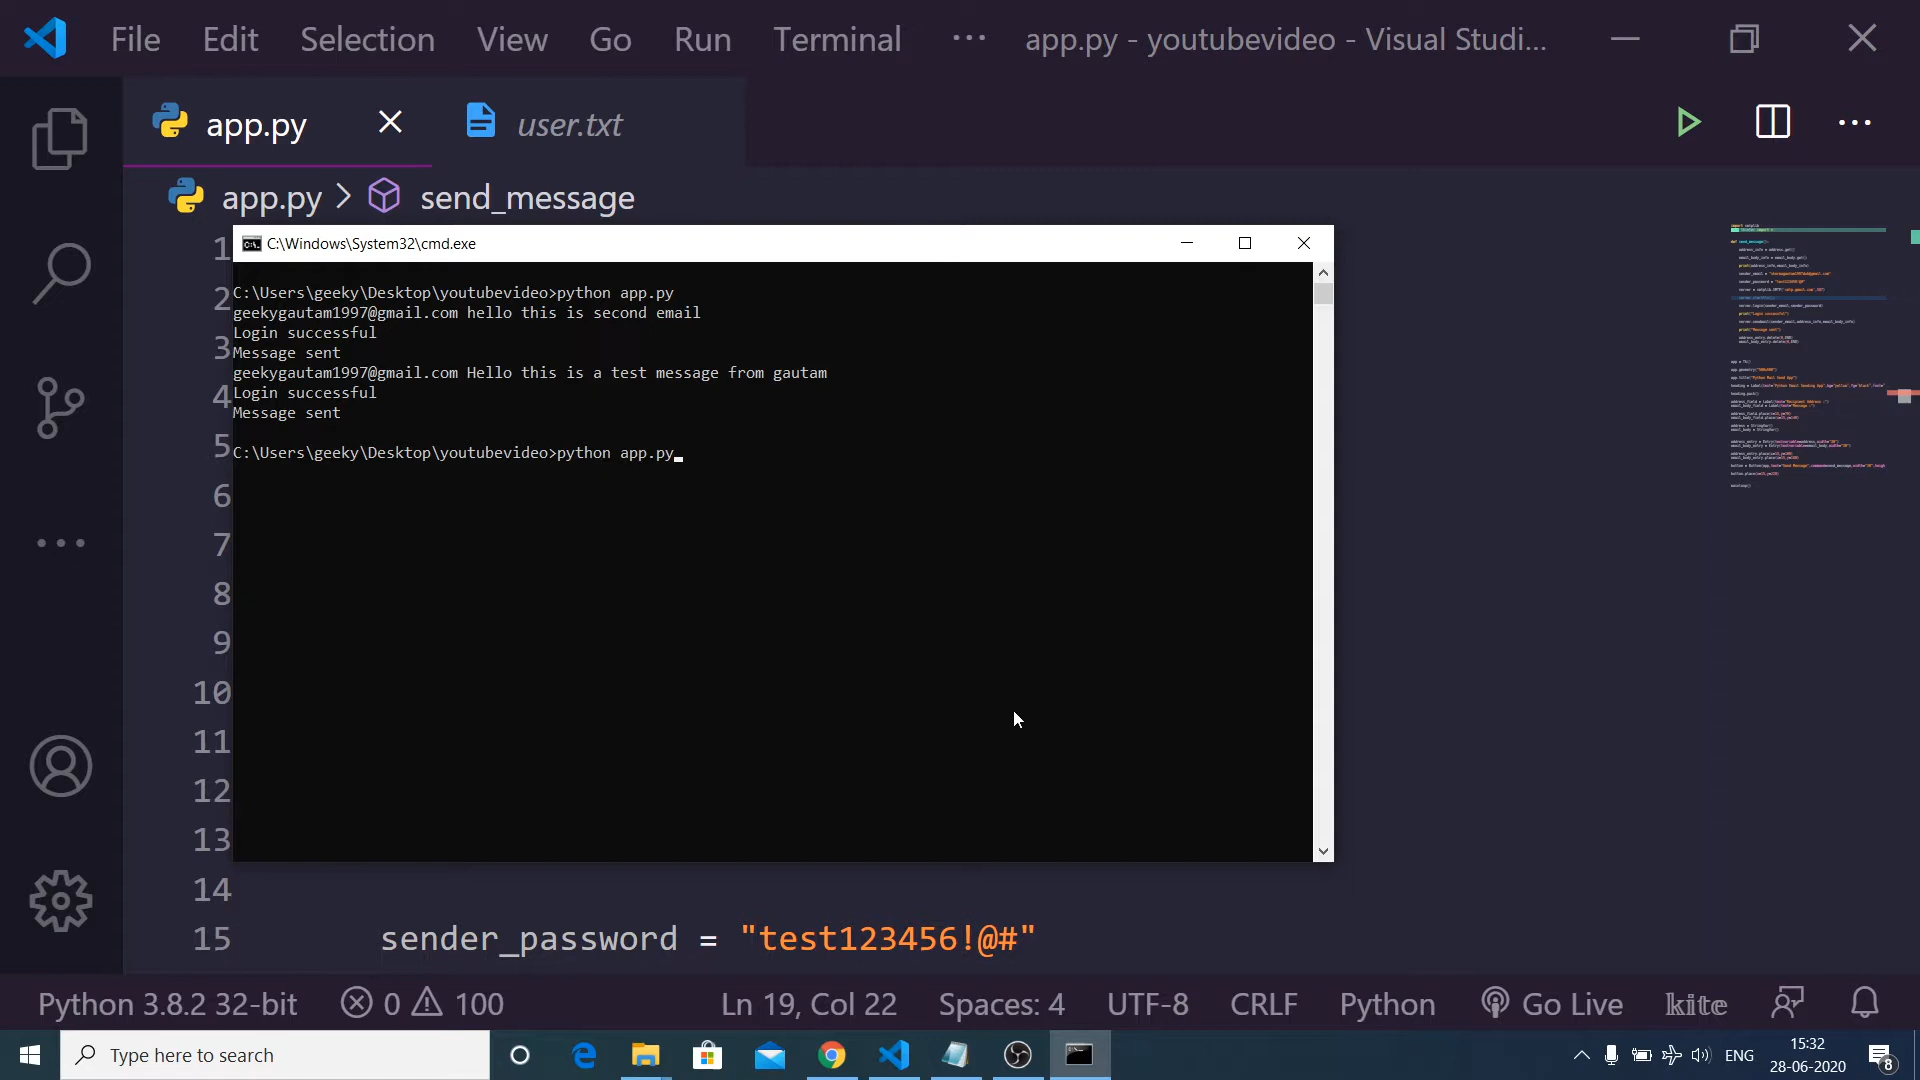 File Edit Selection View Go Run Terminal ··· app.py - youtubevideo - Visual Studi...
app.py user.txt
app.py > send_message
C:\Windows\System32\cmd.exe
1
2
3
4
5
6
7
8
9
10
11
12
13
14
C:\Users\geeky\Desktop\youtubevideo>python app.py
geekygautam1997@gmail.com hello this is second email
Login successful
Message sent
geekygautam1997@gmail.com Hello this is a test message from gautam
Login successful
Message sent
C:\Users\geeky\Desktop\youtubevideo>python app.py
15 sender_password = "test123456!@#"
Python 3.8.2 32-bit 0 100 Ln 19, Col 22 Spaces: 4 UTF-8 CRLF Python Go Live kite
Type here to search
ENG
15:32
28-06-2020
8